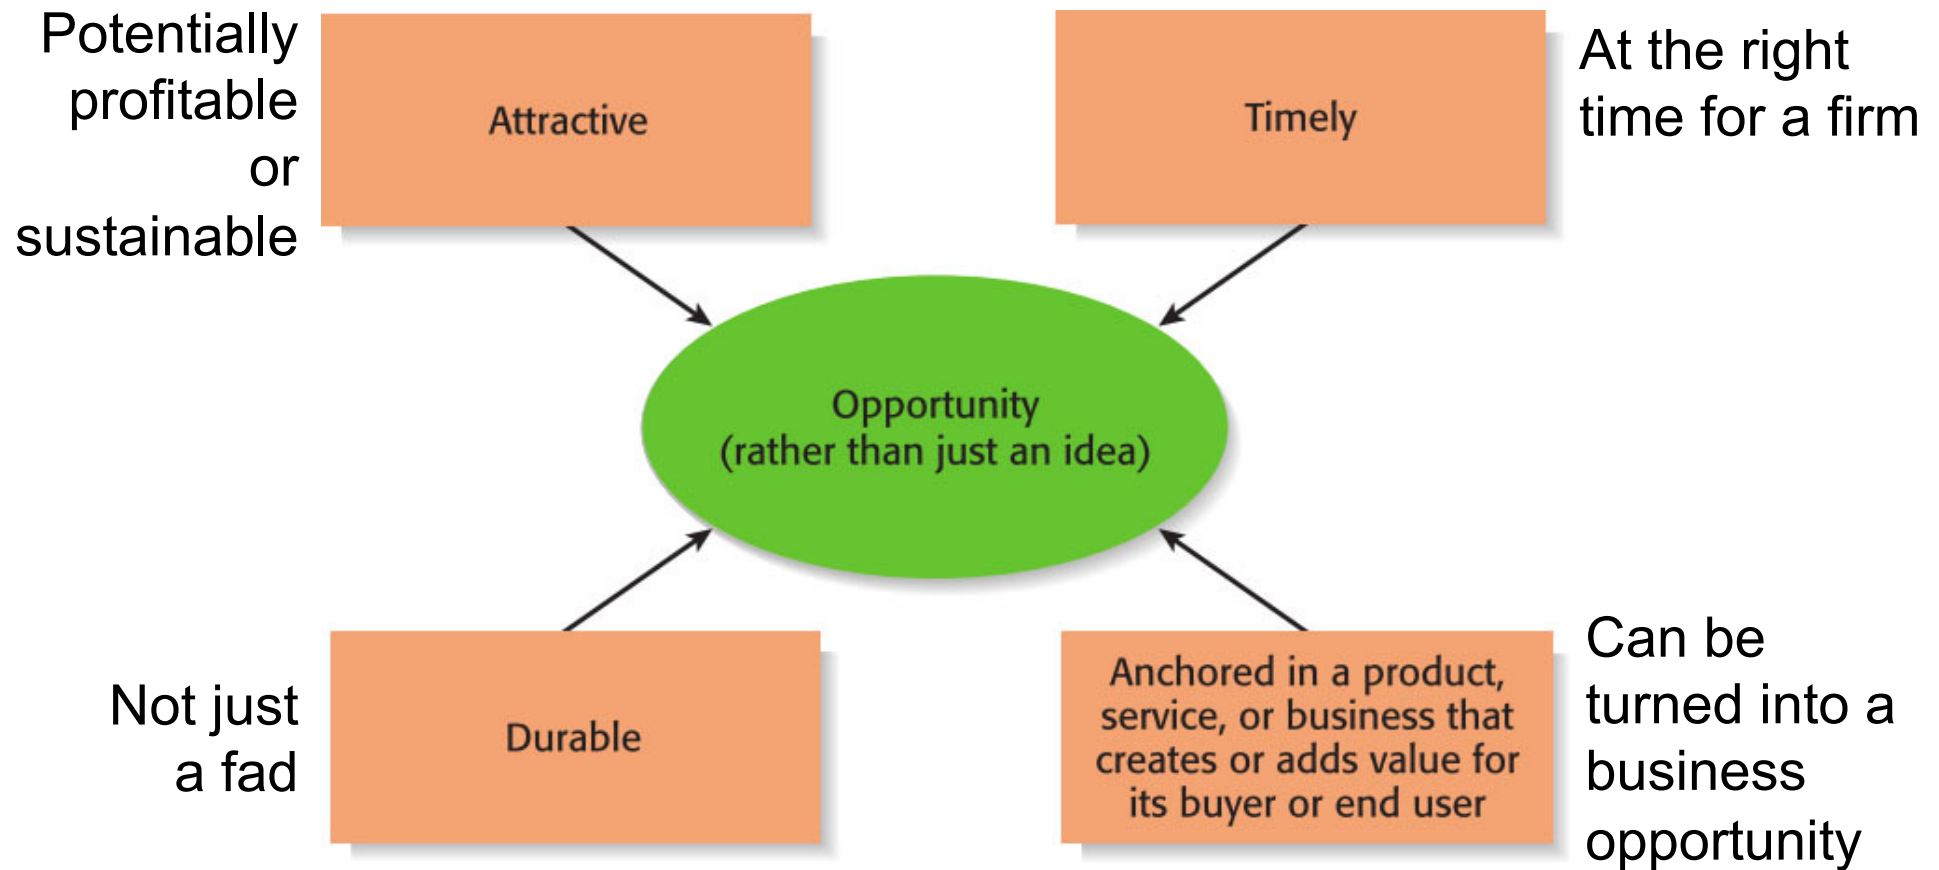 Potentially
profitable
or
sustainable
Attractive
Timely
At the right
time for a firm
Opportunity
(rather than just an idea)
Not just
a fad
Durable
Anchored in a product,
service, or business that
creates or adds value for
its buyer or end user
Can be
turned into a
business
opportunity